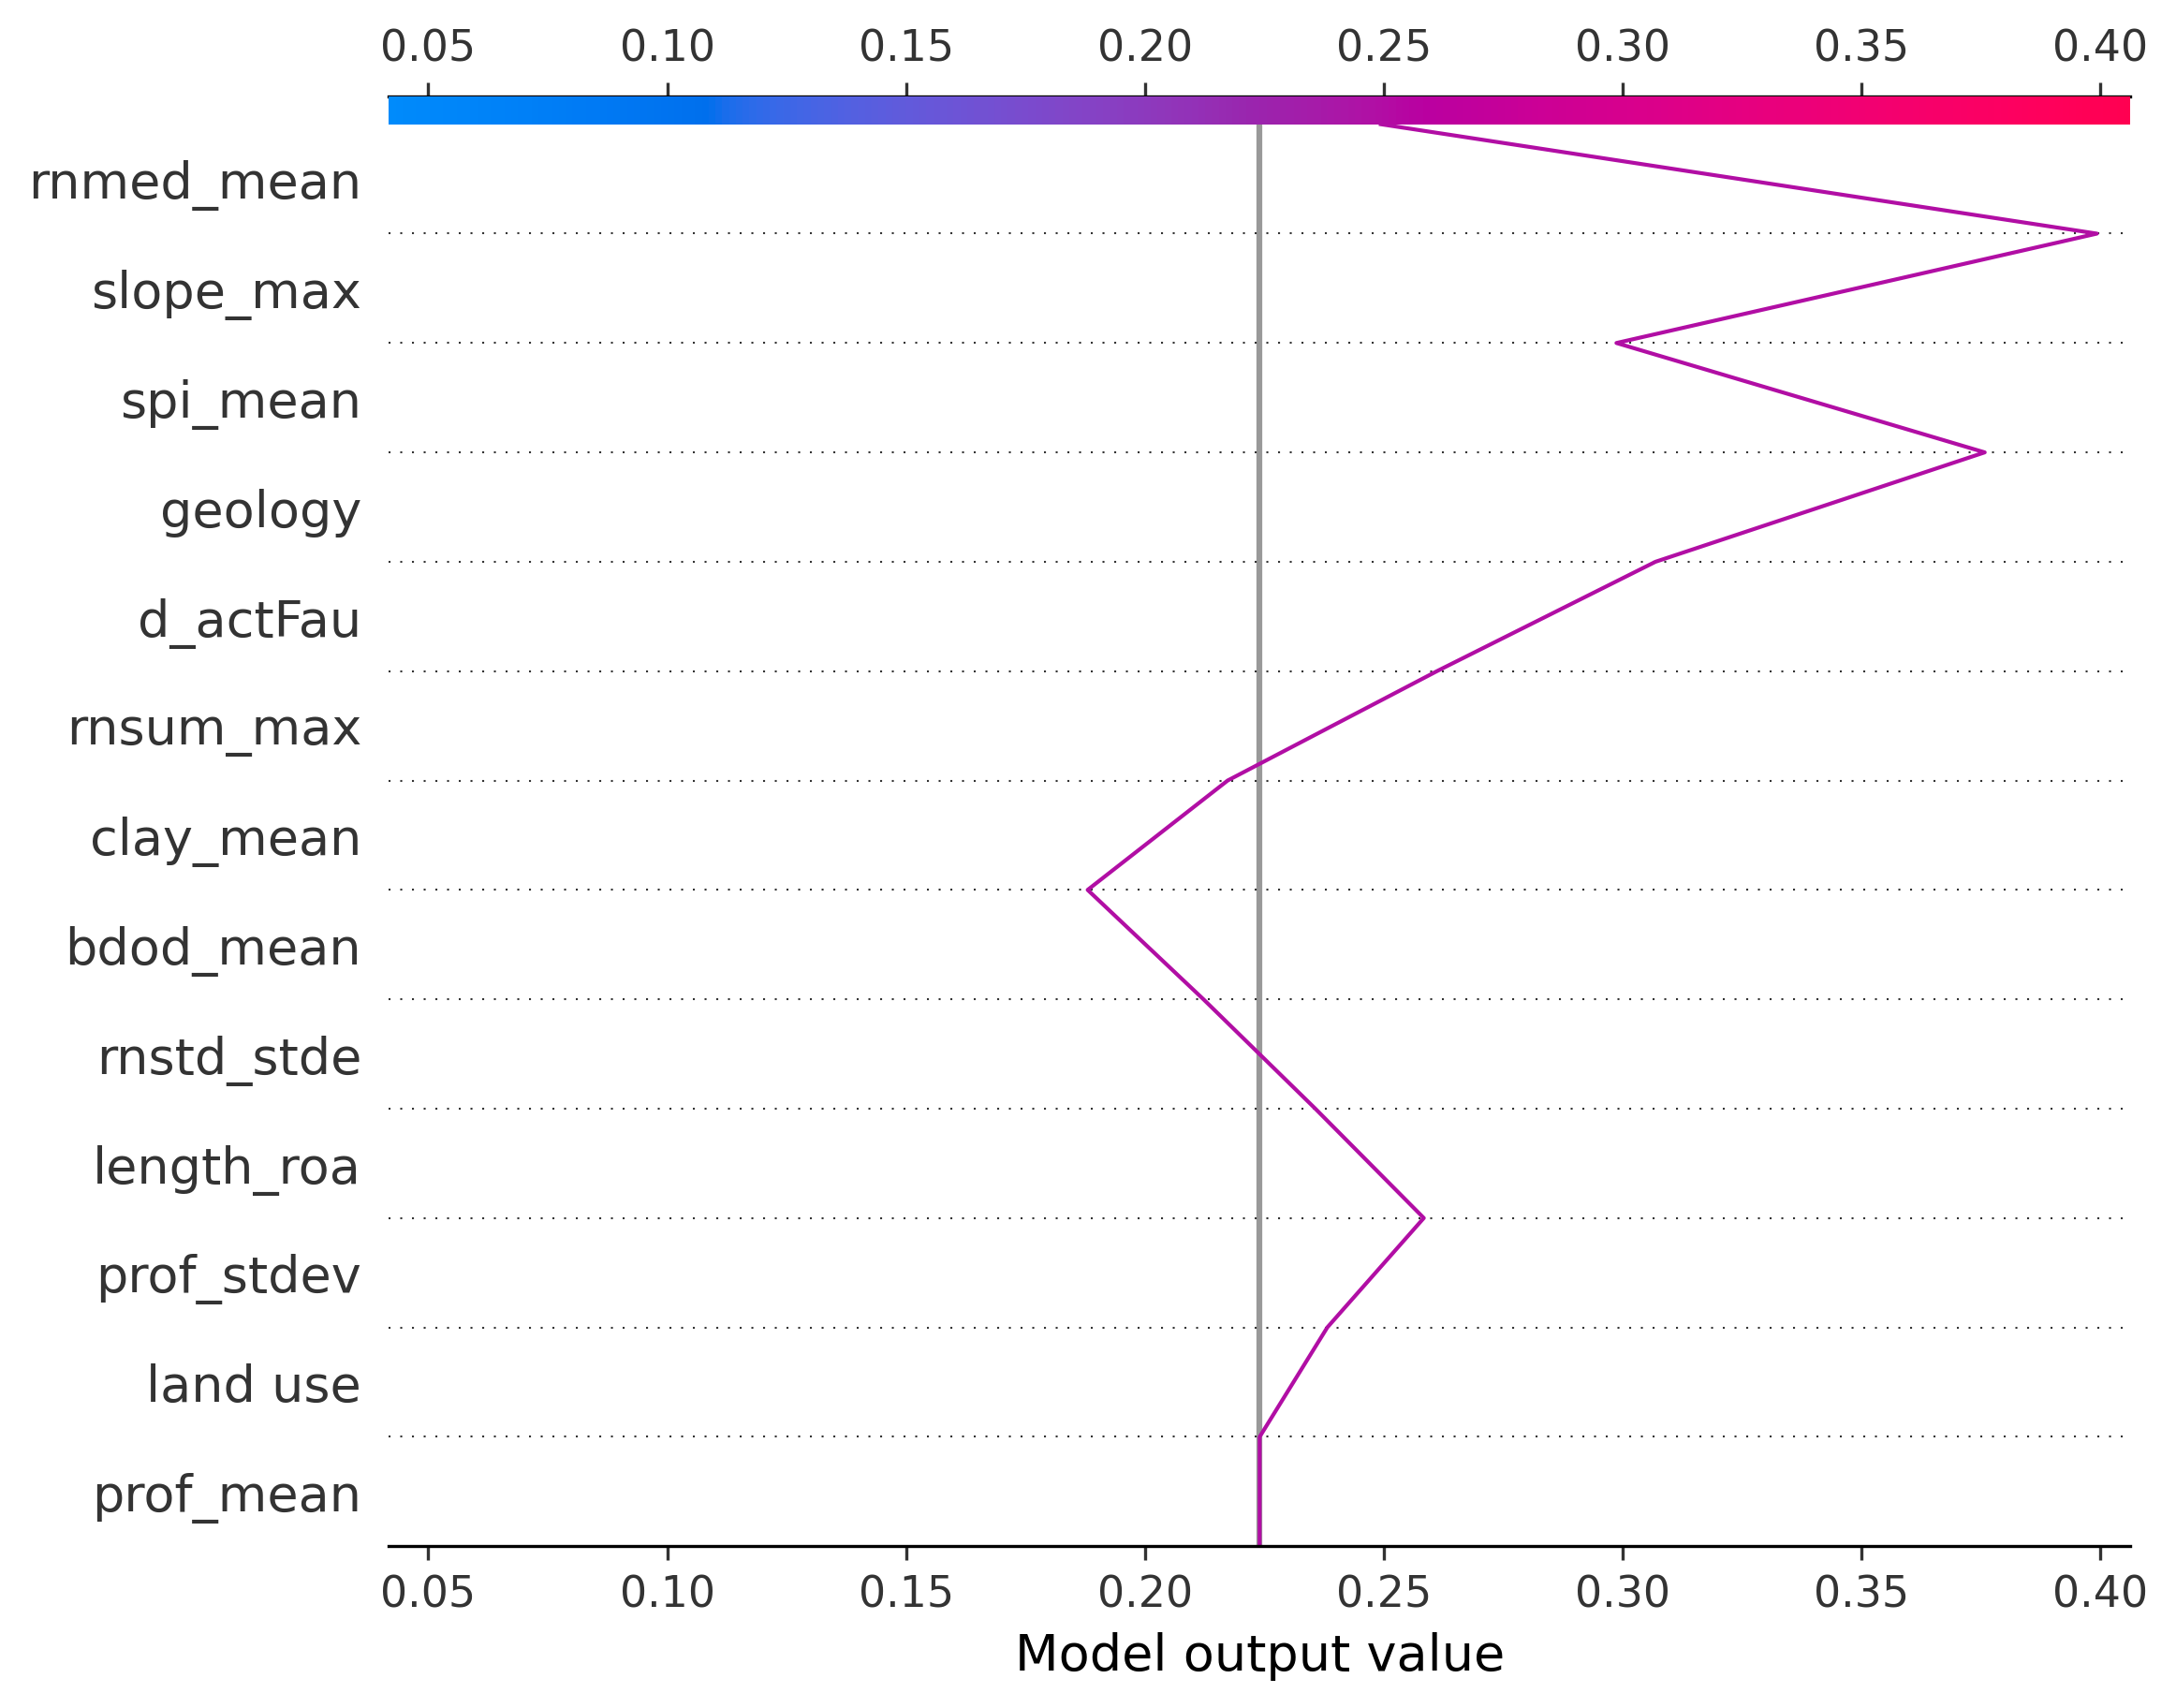 0.05 0.10 0.15 0.20 0.25 0.30 0.35 0.40
rnmed_mean
slope_max
spi_mean
geology
d_actFau
rnsum_max
clay_mean
bdod_mean
rnstd_stde
length_roa
prof_stdev
land use
prof_mean
0.05 0.10 0.15 0.20 0.25 0.30 0.35 0.40
Model output value